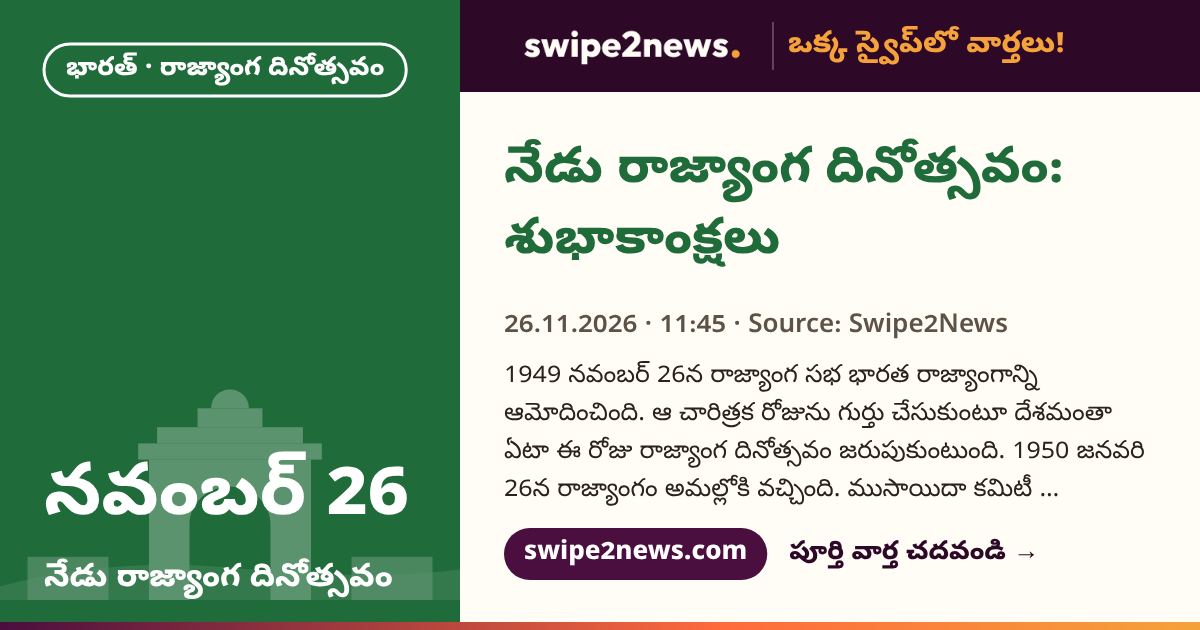 భారత్ · రాజ్యాంగ దినోత్సవం
నవంబర్ 26
నేడు రాజ్యాంగ దినోత్సవం
swipe2news.
ఒక్క స్వైప్‌లో వార్తలు!
నేడు రాజ్యాంగ దినోత్సవం:
శుభాకాంక్షలు
26.11.2026 · 11:45 · Source: Swipe2News
1949 నవంబర్ 26న రాజ్యాంగ సభ భారత రాజ్యాంగాన్ని
ఆమోదించింది. ఆ చారిత్రక రోజును గుర్తు చేసుకుంటూ దేశమంతా
ఏటా ఈ రోజు రాజ్యాంగ దినోత్సవం జరుపుకుంటుంది. 1950 జనవరి
26న రాజ్యాంగం అమల్లోకి వచ్చింది. ముసాయిదా కమిటీ ...
swipe2news.com
పూర్తి వార్త చదవండి →